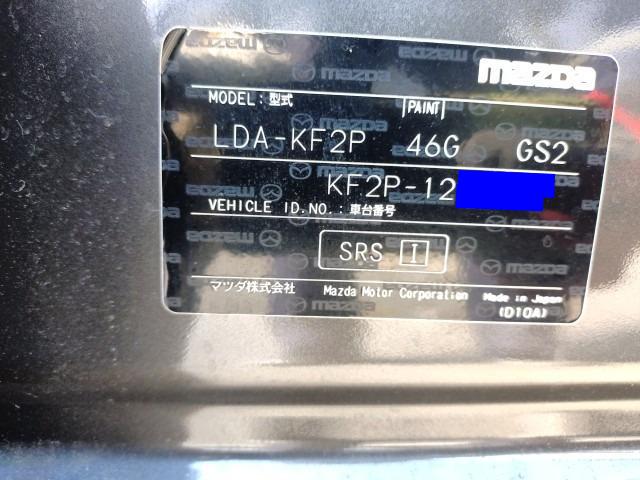 mazda
MODEL : 型式 PAINT
LDA-KF2P 46G GS2
KF2P-12
VEHICLE ID.NO. : 車台番号
SRS I
マツダ株式会社 Mazda Motor Corporation Made in Japan
(D10A)